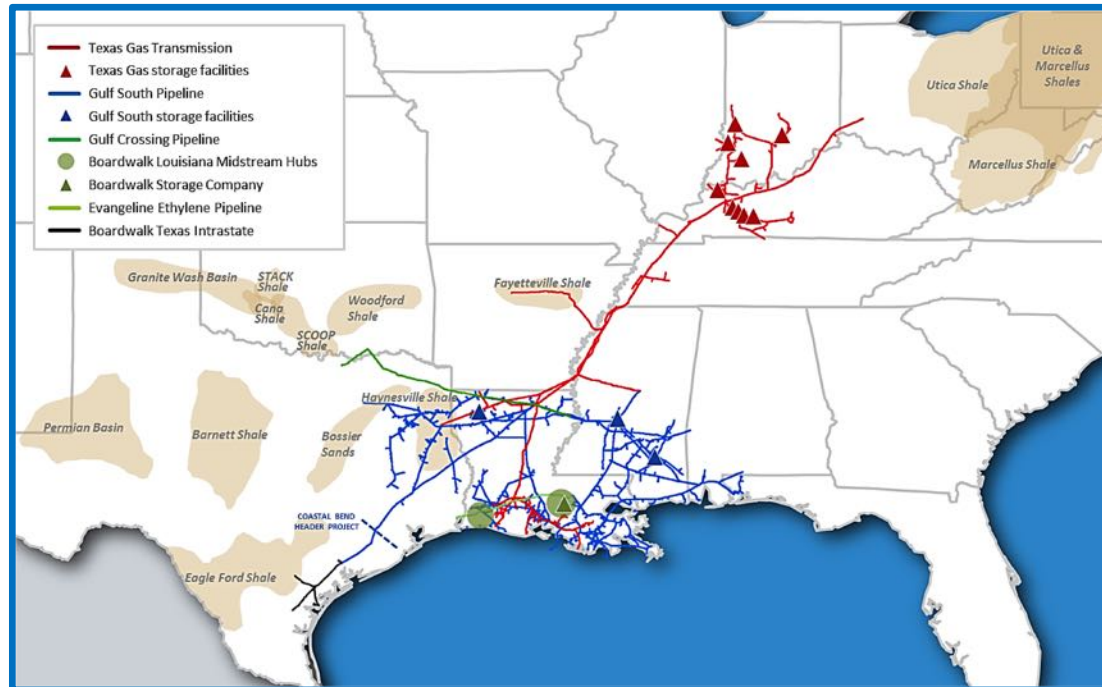 Texas Gas Transmission
Texas Gas storage facilities
Gulf South Pipeline
Gulf South storage facilities
Gulf Crossing Pipeline
Boardwalk Louisiana Midstream Hubs
Boardwalk Storage Company
Evangeline Ethylene Pipeline
Boardwalk Texas Intrastate
Utica &
Marcellus
Shales
Utica Shale
Marcellus Shale
Granite Wash Basin
STACK
Shale
Cana
Shale
Woodford
Shale
SCOOP
Shale
Fayetteville Shale
Haynesville Shale
Permian Basin
Barnett Shale
Bossier
Sands
COASTAL BEND
HEADER PROJECT
Eagle Ford Shale